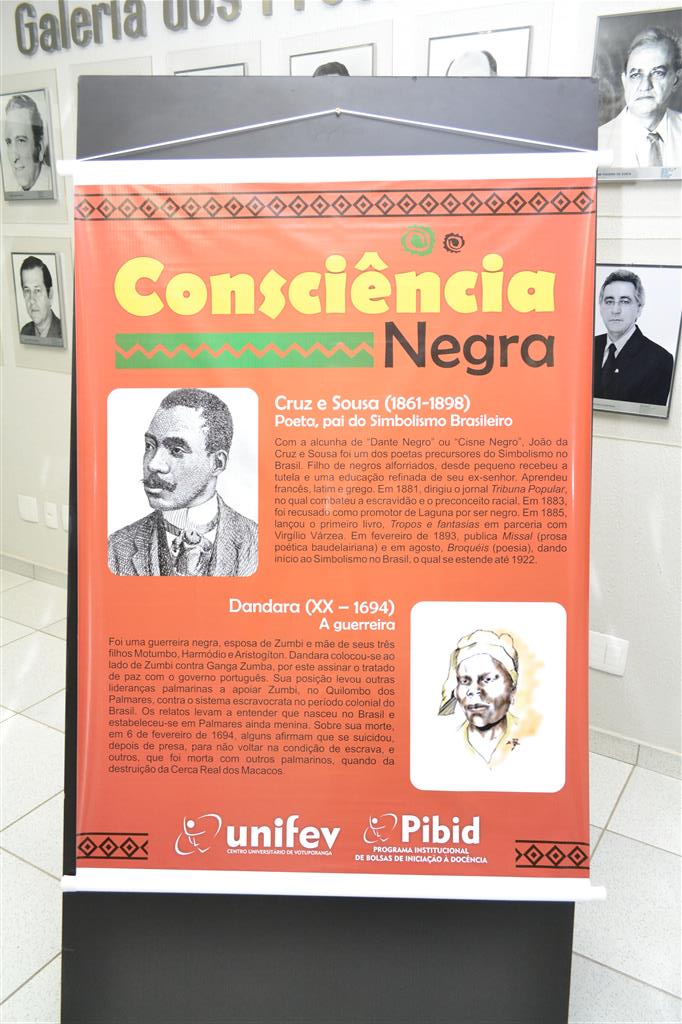 Galeria dos
Consciência
Negra
Cruz e Sousa (1861-1898)
Poeta, pai do Simbolismo Brasileiro
Com a alcunha de “Dante Negro” ou “Cisne Negro”, João da
Cruz e Sousa foi um dos poetas precursores do Simbolismo no
Brasil. Filho de negros alforriados, desde pequeno recebeu a
tutela e uma educação refinada de seu ex-senhor. Aprendeu
francês, latim e grego. Em 1881, dirigiu o jornal Tribuna Popular,
no qual combateu a escravidão e o preconceito racial. Em 1883,
foi recusado como promotor de Laguna por ser negro. Em 1885,
lançou o primeiro livro, Tropos e fantasias em parceria com
Virgílio Várzea. Em fevereiro de 1893, publica Missal (prosa
poética baudelairiana) e em agosto, Broquéis (poesia), dando
início ao Simbolismo no Brasil, o qual se estende até 1922.
Dandara (XX – 1694)
A guerreira
Foi uma guerreira negra, esposa de Zumbi e mãe de seus três
filhos Motumbo, Harmódio e Aristogíton. Dandara colocou-se ao
lado de Zumbi contra Ganga Zumba, por este assinar o tratado
de paz com o governo português. Sua posição levou outras
lideranças palmarinas a apoiar Zumbi, no Quilombo dos
Palmares, contra o sistema escravocrata no período colonial do
Brasil. Os relatos levam a entender que nasceu no Brasil e
estabeleceu-se em Palmares ainda menina. Sobre sua morte,
em 6 de fevereiro de 1694, alguns afirmam que se suicidou,
depois de presa, para não voltar na condição de escrava, e
outros, que foi morta com outros palmarinos, quando da
destruição da Cerca Real dos Macacos.
unifev
CENTRO UNIVERSITÁRIO DE VOTUPORANGA
Pibid
PROGRAMA INSTITUCIONAL
DE BOLSAS DE INICIAÇÃO À DOCÊNCIA